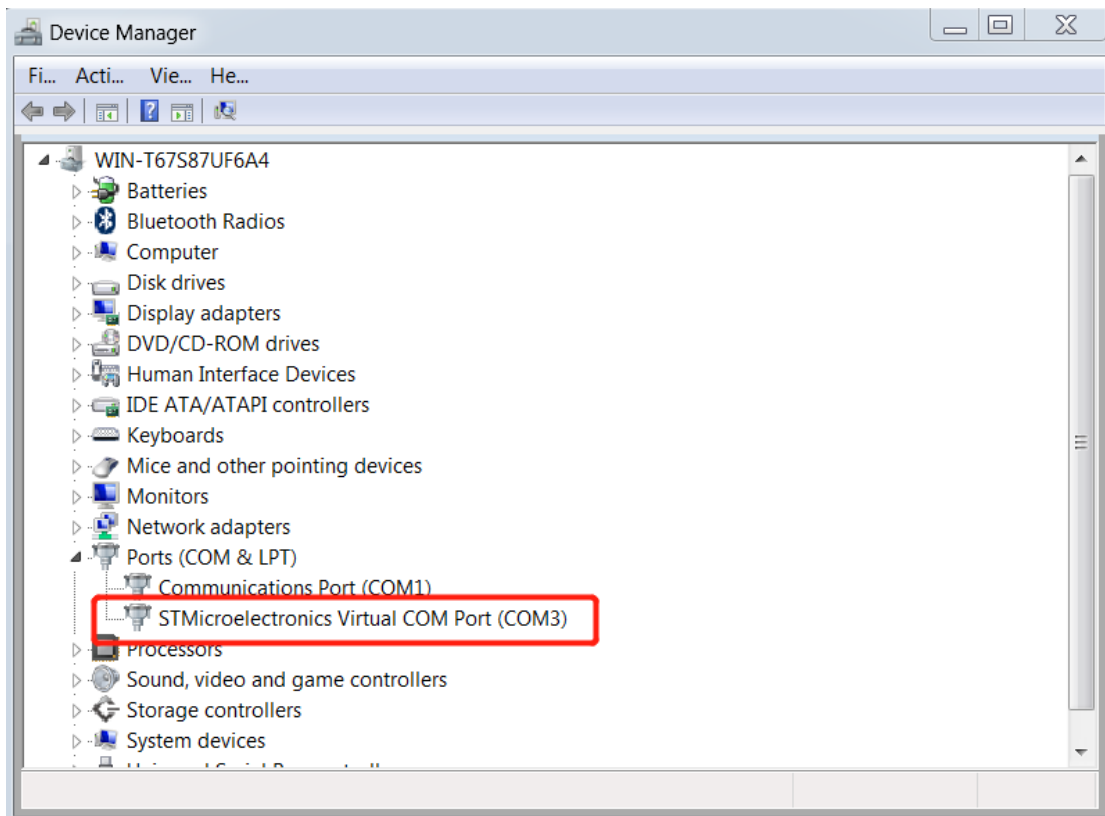 Device Manager
Fi... Acti... Vie... He...
WIN-T67S87UF6A4
Batteries
Bluetooth Radios
Computer
Disk drives
Display adapters
DVD/CD-ROM drives
Human Interface Devices
IDE ATA/ATAPI controllers
Keyboards
Mice and other pointing devices
Monitors
Network adapters
Ports (COM & LPT)
Communications Port (COM1)
STMicroelectronics Virtual COM Port (COM3)
Processors
Sound, video and game controllers
Storage controllers
System devices